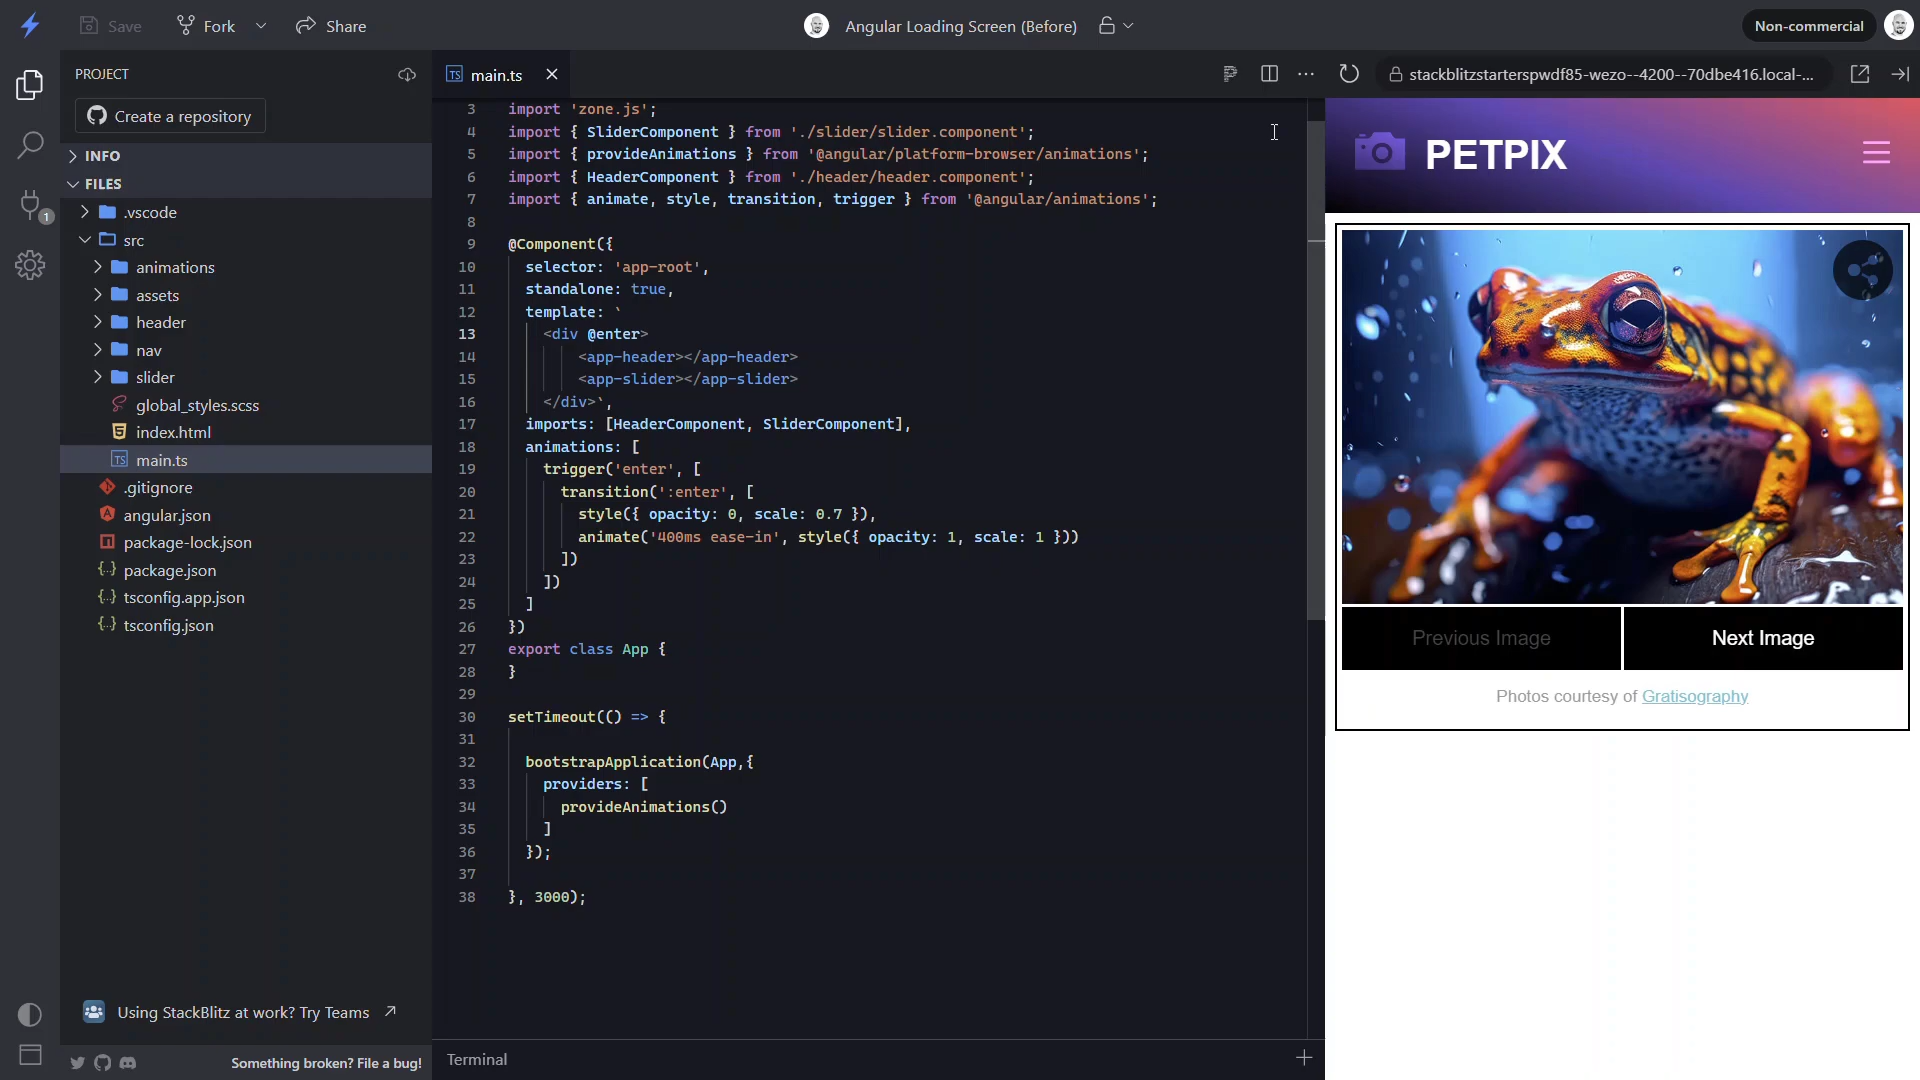 Save
Fork
Share
Angular Loading Screen (Before)
Non-commercial
PROJECT
Create a repository
INFO
FILES
.vscode
src
animations
assets
header
nav
slider
global_styles.scss
index.html
TS main.ts
.gitignore
angular.json
package-lock.json
{··} package.json
{··} tsconfig.app.json
{··} tsconfig.json
1
Using StackBlitz at work? Try Teams
Something broken? File a bug!
TS main.ts
3 import 'zone.js';
4 import { SliderComponent } from './slider/slider.component';
5 import { provideAnimations } from '@angular/platform-browser/animations';
6 import { HeaderComponent } from './header/header.component';
7 import { animate, style, transition, trigger } from '@angular/animations';
8
9 @Component({
10 selector: 'app-root',
11 standalone: true,
12 template: `
13 <div @enter>
14 <app-header></app-header>
15 <app-slider></app-slider>
16 </div>`,
17 imports: [HeaderComponent, SliderComponent],
18 animations: [
19 trigger('enter', [
20 transition(':enter', [
21 style({ opacity: 0, scale: 0.7 }),
22 animate('400ms ease-in', style({ opacity: 1, scale: 1 }))
23 ])
24 ])
25 ]
26 })
27 export class App {
28 }
29
30 setTimeout(() => {
31
32 bootstrapApplication(App,{
33 providers: [
34 provideAnimations()
35 ]
36 });
37
38 }, 3000);
Terminal
stackblitzstarterspwdf85-wezo--4200--70dbe416.local-...
PETPIX
Previous Image
Next Image
Photos courtesy of Gratisography